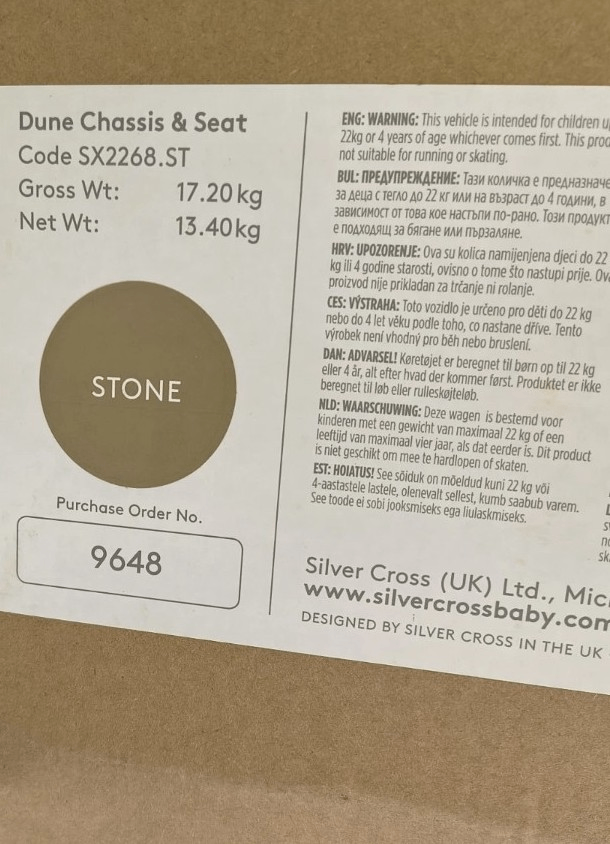 Dune Chassis & Seat
Code SX2268.ST
Gross Wt: 17.20kg
Net Wt: 13.40kg
STONE
Purchase Order No.
9648
ENG: WARNING: This vehicle is intended for children
22kg or 4 years of age whichever comes first. This
not suitable for running or skating.
BUL: ПРЕДУПРЕЖДЕНИЕ: Тази количка е
за деца с тегло до 22 кг или на възраст до 4 години, в
зависимост от това кое настъпи по-рано. Този
е подходящ за бягане или пързаляне.
HRV: UPOZORENJE: Ova su kolica namijenjena djeci do 22
kg ili 4 godine starosti, ovisno o tome što nastupi prije.
proizvod nije prikladan za trčanje ni rolanje.
CES: VÝSTRAHA: Toto vozidlo je určeno pro děti do 22 kg
nebo do 4 let věku podle toho, co nastane dříve. Tento
výrobek není vhodný pro běh nebo bruslení.
DAN: ADVARSEL! Køretøjet er beregnet til børn op til 22 kg
eller 4 år, alt efter hvad der kommer først. Produktet er ikke
beregnet til løb eller rulleskøjteløb.
NLD: WAARSCHUWING: Deze wagen is bestemd voor
kinderen met een gewicht van maximaal 22 kg of een
leeftijd van maximaal vier jaar, als dat eerder is. Dit product
is niet geschikt om mee te hardlopen of skaten.
EST: HOIATUS! See sõiduk on mõeldud kuni 22 kg või
4-aastastele lastele, olenevalt sellest, kumb saabub varem.
See toode ei sobi jooksmiseks ega liulaskmiseks.
Silver Cross (UK) Ltd.,
www.silvercrossbaby.com
DESIGNED BY SILVER CROSS IN THE UK